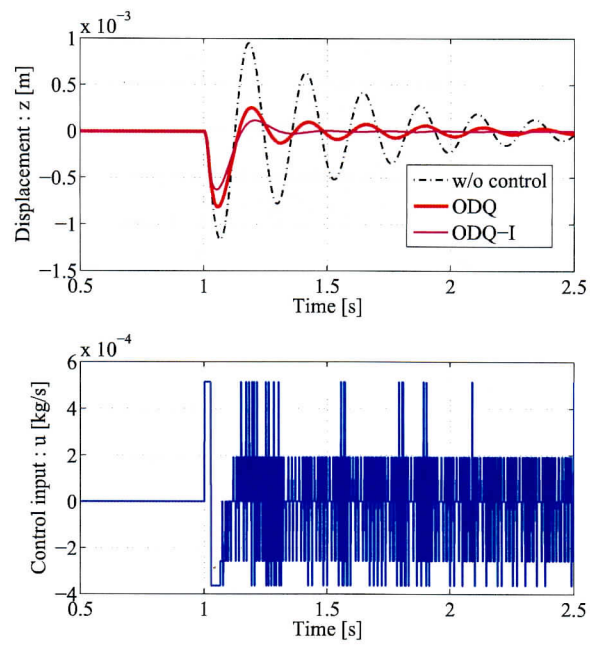 x 10⁻³
1
0.5
0
−0.5
−1
−1.5
Displacement : z [m]
w/o control
ODQ
ODQ−I
0.5 1 1.5 2 2.5
Time [s]
x 10⁻⁴
6
4
2
0
−2
−4
Control input : u [kg/s]
0.5 1 1.5 2 2.5
Time [s]